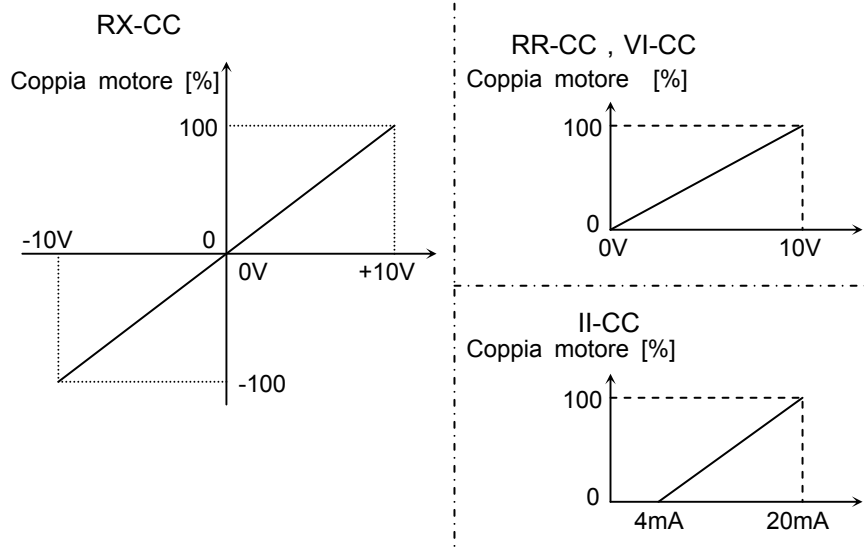 RX-CC
Coppia motore [%]
100
-10V
0
0V
+10V
-100
RR-CC , VI-CC
Coppia motore [%]
100
0
0V
10V
II-CC
Coppia motore [%]
100
0
4mA
20mA